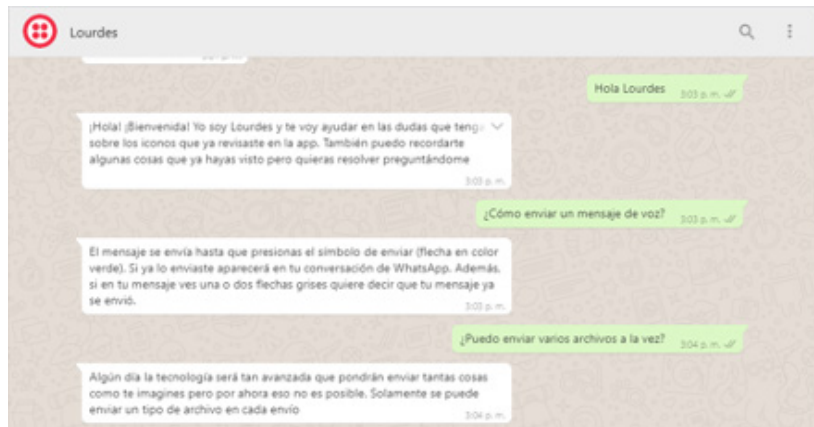 Lourdes
Hola Lourdes
3:03 p. m.
¡Hola! ¡Bienvenida! Yo soy Lourdes y te voy ayudar en las dudas que tenga
sobre los iconos que ya revisaste en la app. También puedo recordarte
algunas cosas que ya hayas visto pero quieras resolver preguntándome
3:03 p. m.
¿Cómo enviar un mensaje de voz?
3:03 p. m.
El mensaje se envía hasta que presionas el símbolo de enviar (flecha en color
verde). Si ya lo enviaste aparecerá en tu conversación de WhatsApp. Además,
si en tu mensaje ves una o dos flechas grises quiere decir que tu mensaje ya
se envió.
3:03 p. m.
¿Puedo enviar varios archivos a la vez?
3:04 p. m.
Algún día la tecnología será tan avanzada que pondrán enviar tantas cosas
como te imagines pero por ahora eso no es posible. Solamente se puede
enviar un tipo de archivo en cada envío
3:04 p. m.